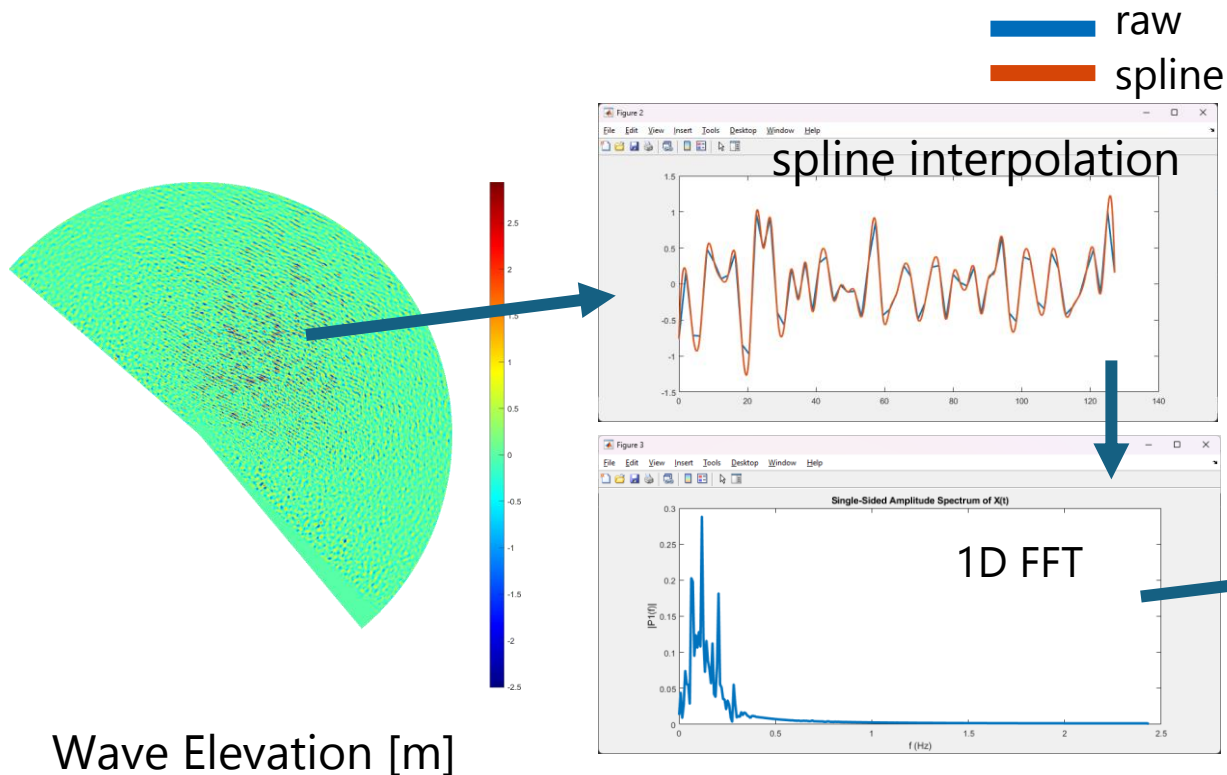 raw
spline
Figure 2
File Edit View Insert Tools Desktop Window Help
spline interpolation
1.5
1
0.5
0
-0.5
-1
-1.5
0 20 40 60 80 100 120 140
2.5
2
1.5
1
0.5
0
-0.5
-1
-1.5
-2
-2.5
Wave Elevation [m]
Figure 3
File Edit View Insert Tools Desktop Window Help
Single-Sided Amplitude Spectrum of X(t)
1D FFT
|P1(f)|
0.3
0.25
0.2
0.15
0.1
0.05
0
0 0.5 1 1.5 2 2.5
f (Hz)